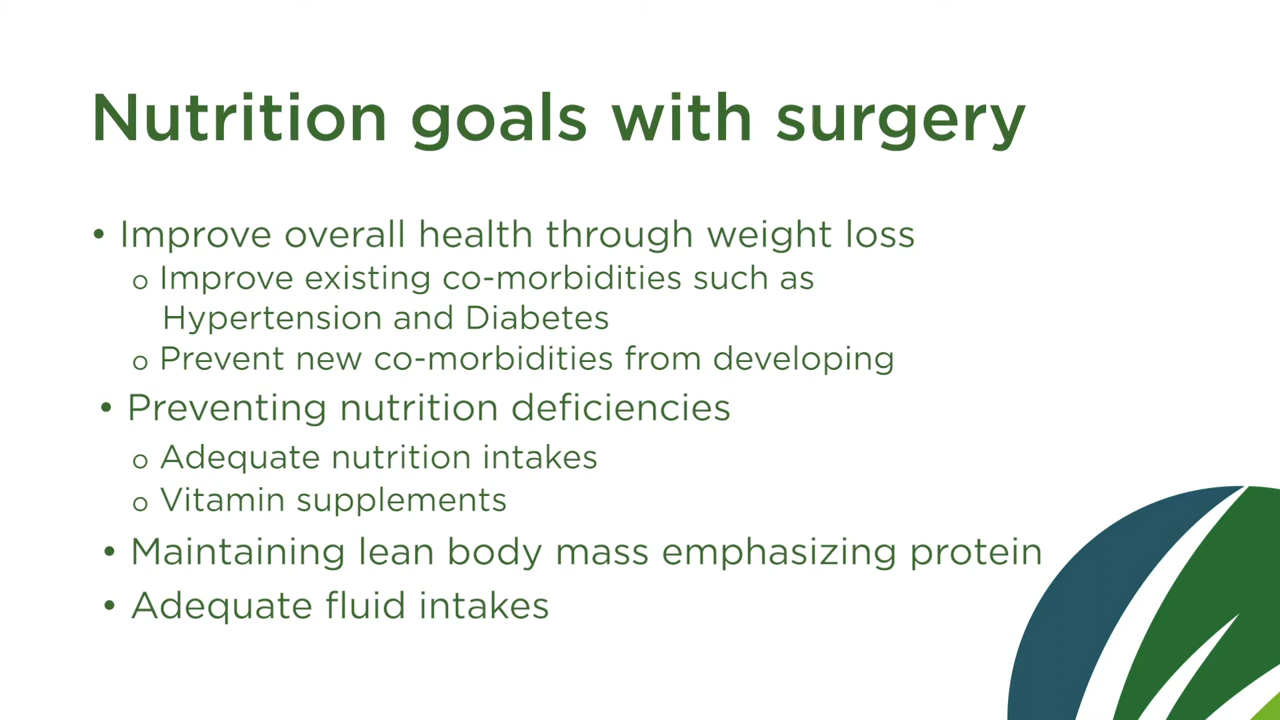 Nutrition goals with surgery
• Improve overall health through weight loss
o Improve existing co-morbidities such as
Hypertension and Diabetes
o Prevent new co-morbidities from developing
• Preventing nutrition deficiencies
o Adequate nutrition intakes
o Vitamin supplements
• Maintaining lean body mass emphasizing protein
• Adequate fluid intakes